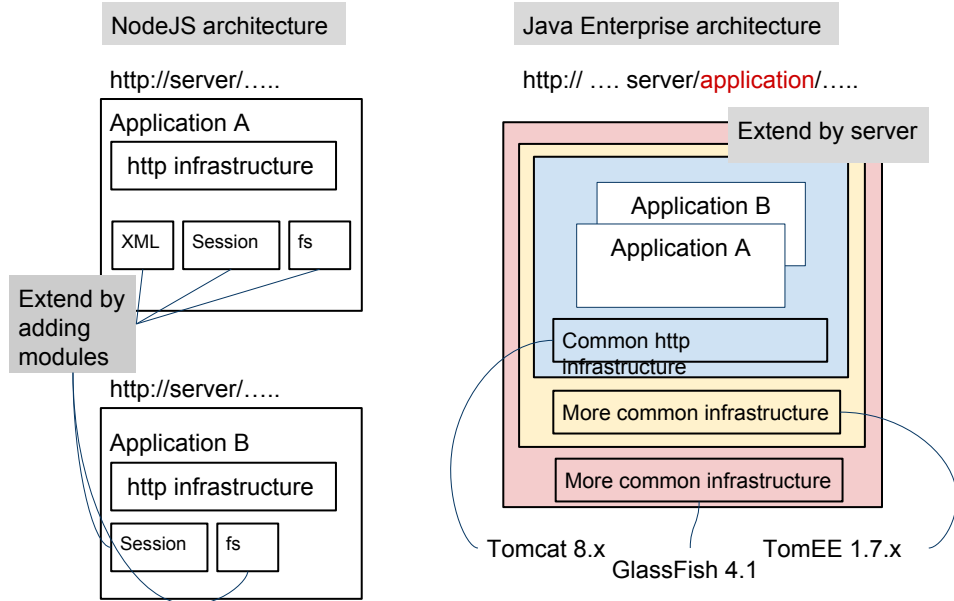 NodeJS architecture
http://server/…..
Application A
http infrastructure
XML
Session
fs
Extend by
adding
modules
http://server/…..
Application B
http infrastructure
Session
fs
Java Enterprise architecture
http:// …. server/application/…..
Extend by server
Application B
Application A
Common http
infrastructure
More common infrastructure
More common infrastructure
Tomcat 8.x
TomEE 1.7.x
GlassFish 4.1